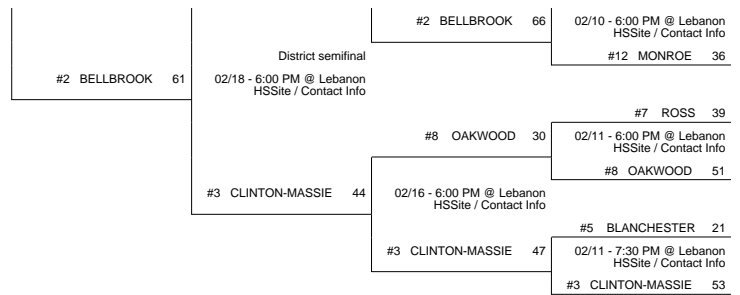 #2 BELLBROOK 66
02/10 - 6:00 PM @ Lebanon
HSSite / Contact Info
#12 MONROE 36
District semifinal
#2 BELLBROOK 61
02/18 - 6:00 PM @ Lebanon
HSSite / Contact Info
#7 ROSS 39
#8 OAKWOOD 30
02/11 - 6:00 PM @ Lebanon
HSSite / Contact Info
#8 OAKWOOD 51
#3 CLINTON-MASSIE 44
02/16 - 6:00 PM @ Lebanon
HSSite / Contact Info
#5 BLANCHESTER 21
#3 CLINTON-MASSIE 47
02/11 - 7:30 PM @ Lebanon
HSSite / Contact Info
#3 CLINTON-MASSIE 53